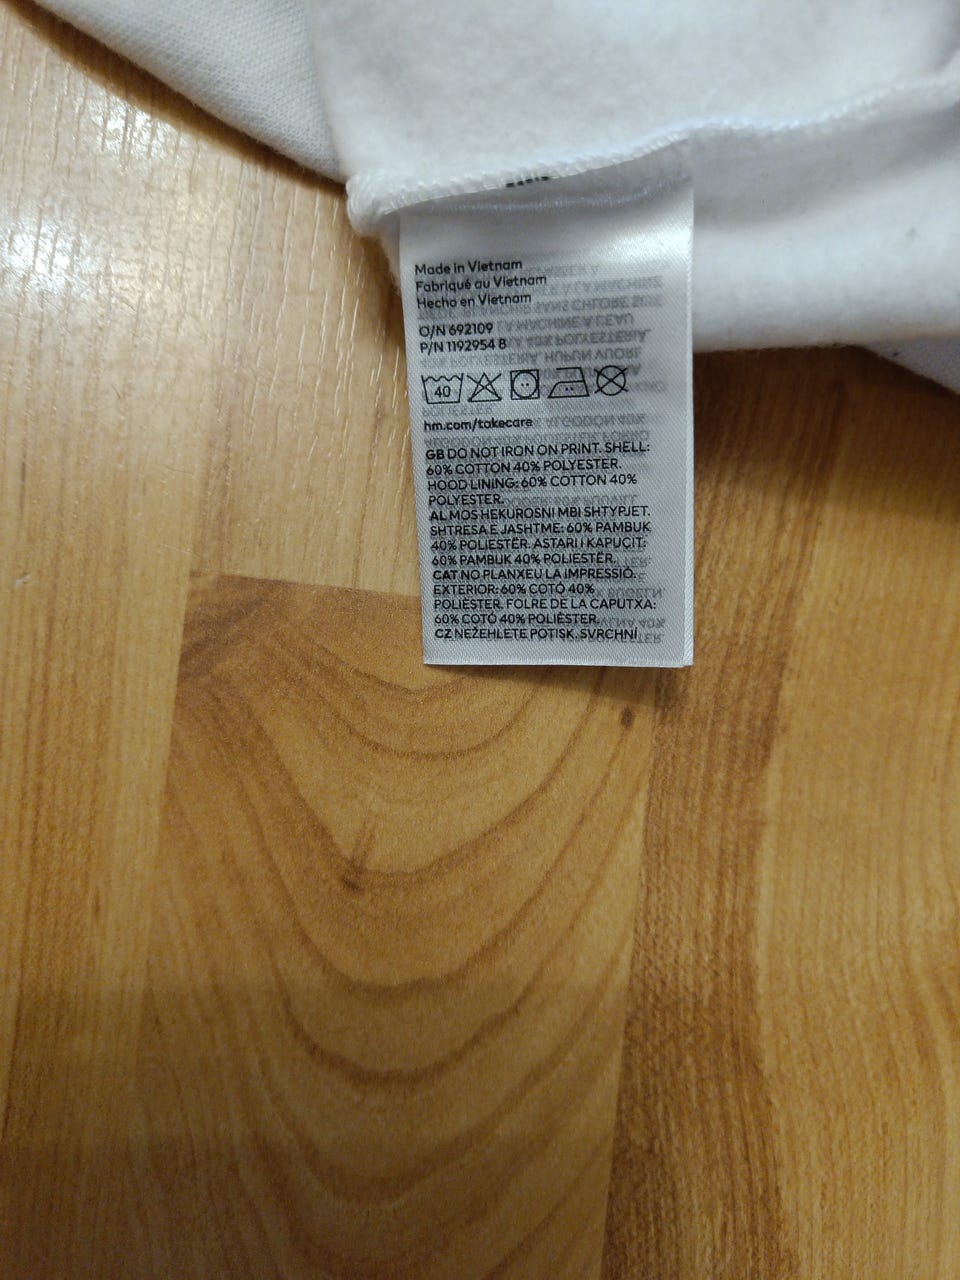 Made in Vietnam
Fabriqué au Vietnam
Hecho en Vietnam
O/N 692109
P/N 1192954 8
40
hm.com/takecare
GB DO NOT IRON ON PRINT. SHELL:
60% COTTON 40% POLYESTER.
HOOD LINING: 60% COTTON 40%
POLYESTER.
AL MOS HEKUROSNI MBI SHTYPJET.
SHTRESA E JASHTME: 60% PAMBUK
40% POLIESTËR. ASTARI I KAPUÇIT:
60% PAMBUK 40% POLIESTËR.
CAT NO PLANXEU LA IMPRESSIÓ.
EXTERIOR: 60% COTÓ 40%
POLIÈSTER. FOLRE DE LA CAPUTXA:
60% COTÓ 40% POLIÈSTER.
CZ NEŽEHLETE POTISK. SVRCHNÍ